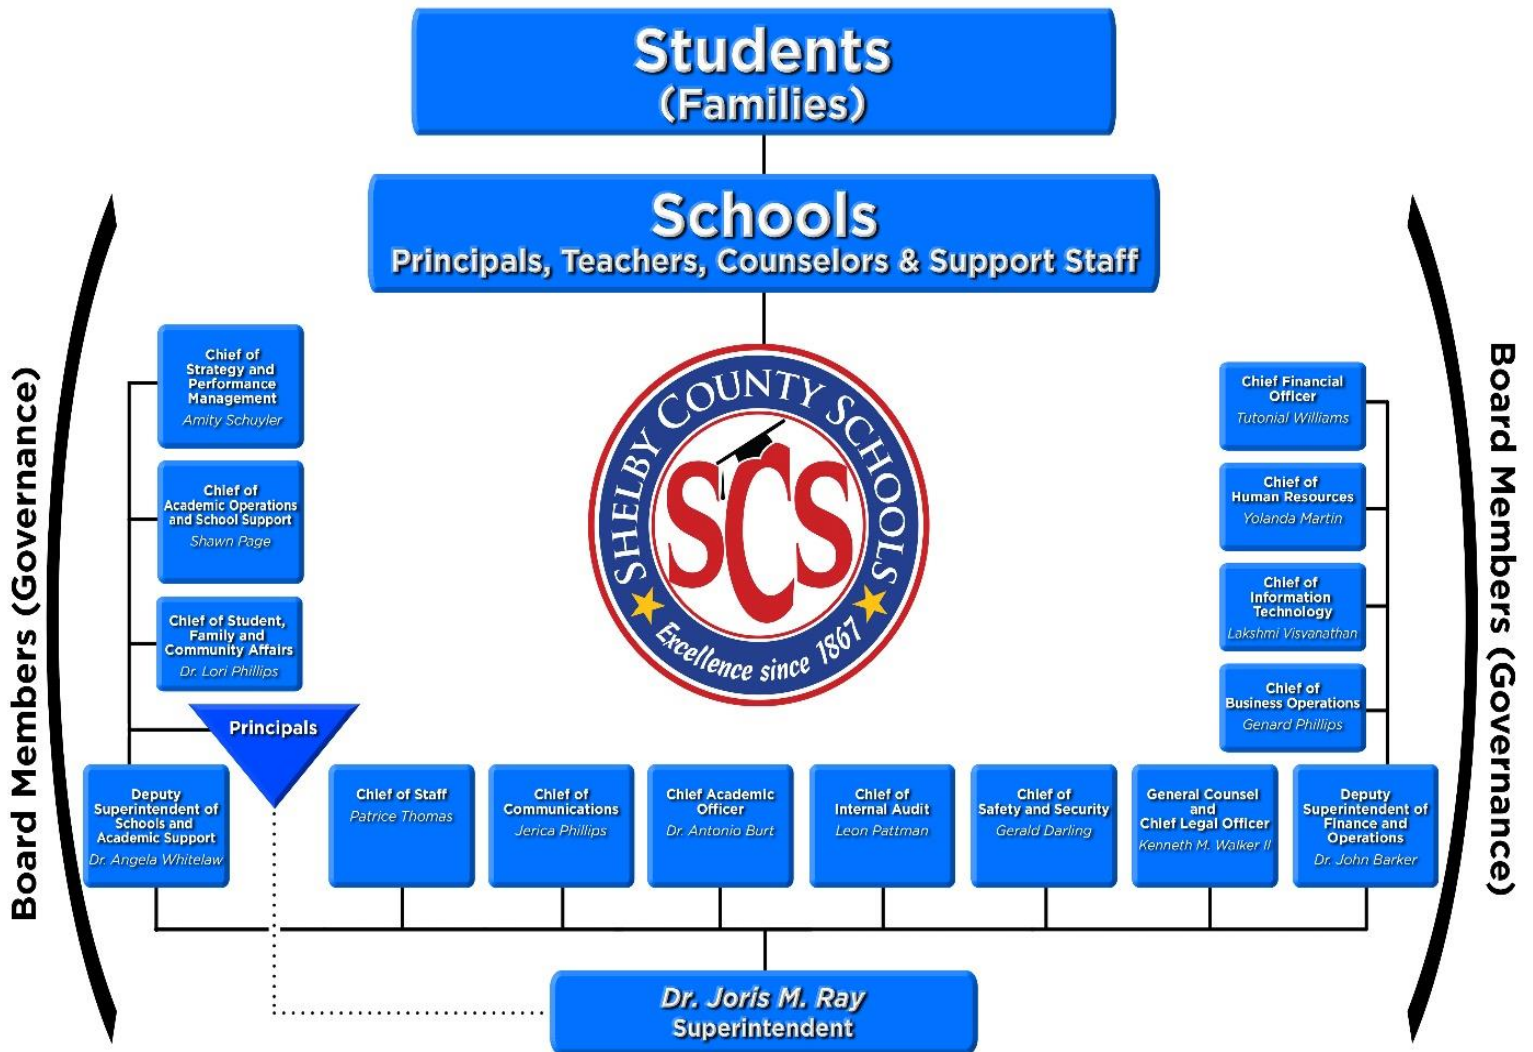 Students
(Families)
Schools
Principals, Teachers, Counselors & Support Staff
Board Members (Governance)
Chief of
Strategy and
Performance
Management
Amity Schuyler
Chief of
Academic Operations
and School Support
Shawn Page
Chief of Student,
Family and
Community Affairs
Dr. Lori Phillips
Principals
SHELBY COUNTY SCHOOLS
SCS
Excellence since 1867
Chief Financial
Officer
Tutonial Williams
Chief of
Human Resources
Yolanda Martin
Chief of
Information
Technology
Lakshmi Visvanathan
Chief of
Business Operations
Genard Phillips
Board Members (Governance)
Deputy
Superintendent of
Schools and
Academic Support
Dr. Angela Whitelaw
Chief of Staff
Patrice Thomas
Chief of
Communications
Jerica Phillips
Chief Academic
Officer
Dr. Antonio Burt
Chief of
Internal Audit
Leon Pattman
Chief of
Safety and Security
Gerald Darling
General Counsel
and
Chief Legal Officer
Kenneth M. Walker II
Deputy
Superintendent of
Finance and
Operations
Dr. John Barker
Dr. Joris M. Ray
Superintendent